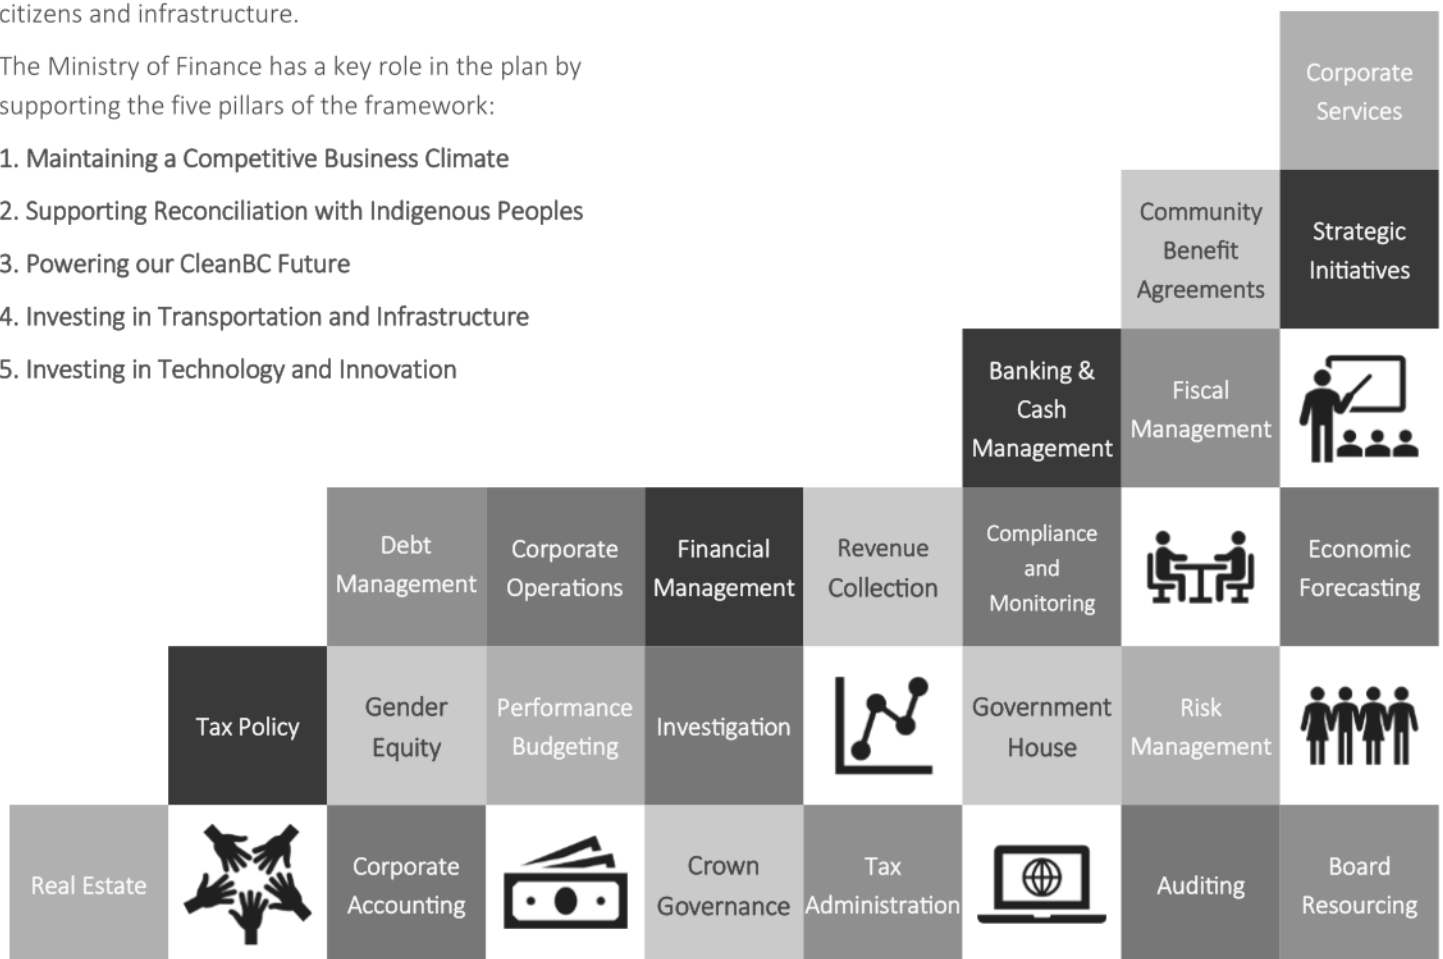 citizens and infrastructure.
The Ministry of Finance has a key role in the plan by
supporting the five pillars of the framework:
1. Maintaining a Competitive Business Climate
2. Supporting Reconciliation with Indigenous Peoples
3. Powering our CleanBC Future
4. Investing in Transportation and Infrastructure
5. Investing in Technology and Innovation
Corporate
Services
Community
Benefit
Agreements
Strategic
Initiatives
Banking &
Cash
Management
Fiscal
Management
Debt
Management
Corporate
Operations
Financial
Management
Revenue
Collection
Compliance
and
Monitoring
Economic
Forecasting
Tax Policy
Gender
Equity
Performance
Budgeting
Investigation
Government
House
Risk
Management
Real Estate
Corporate
Accounting
Crown
Governance
Tax
Administration
Auditing
Board
Resourcing